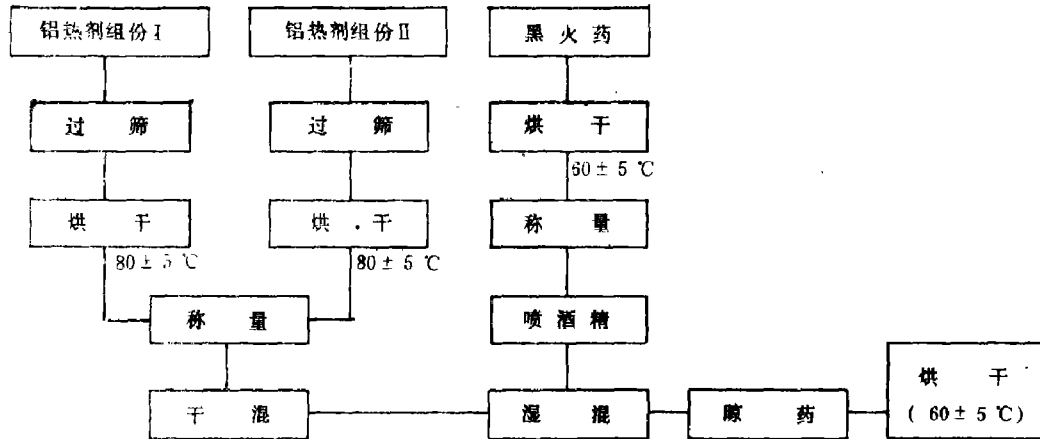 铝热剂组份Ⅰ
铝热剂组份Ⅱ
黑火药
过筛
过筛
烘干
60± 5 ℃
烘干
烘·干
称量
80± 5 ℃
80± 5 ℃
称量
喷酒精
烘干
干混
湿混
晾药
( 60± 5 ℃)